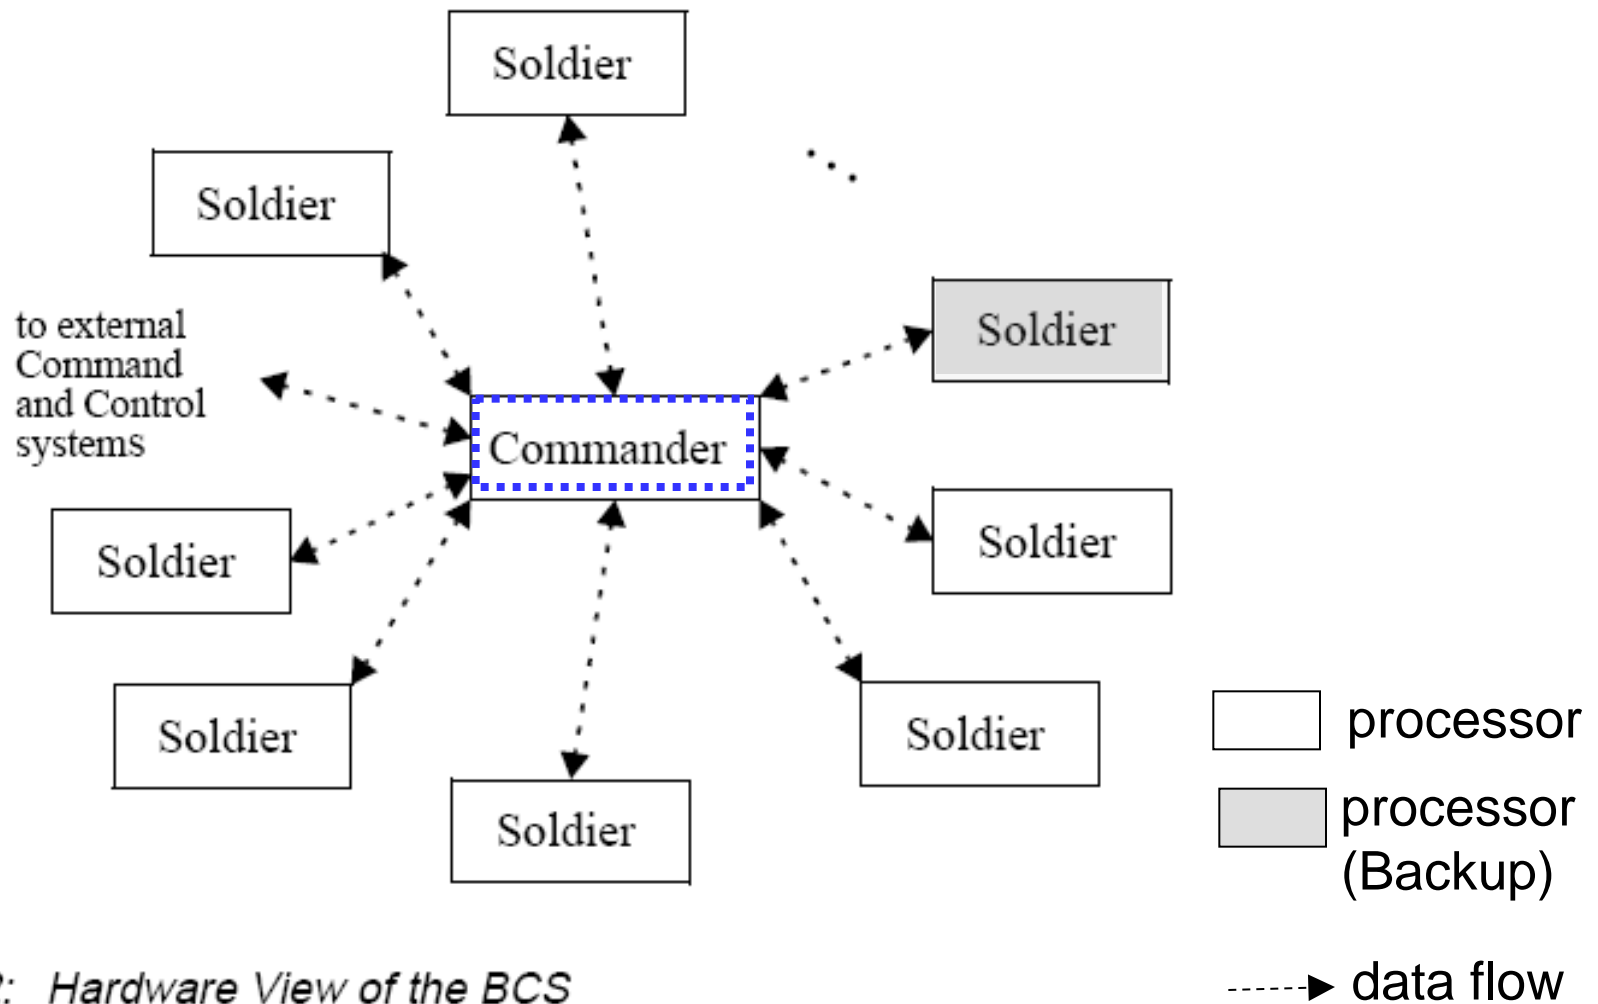 Soldier
Soldier
Soldier
to external
Command
and Control
systems
Commander
Soldier
Soldier
Soldier
Soldier
Soldier
processor
processor
(Backup)
data flow
: Hardware View of the BCS